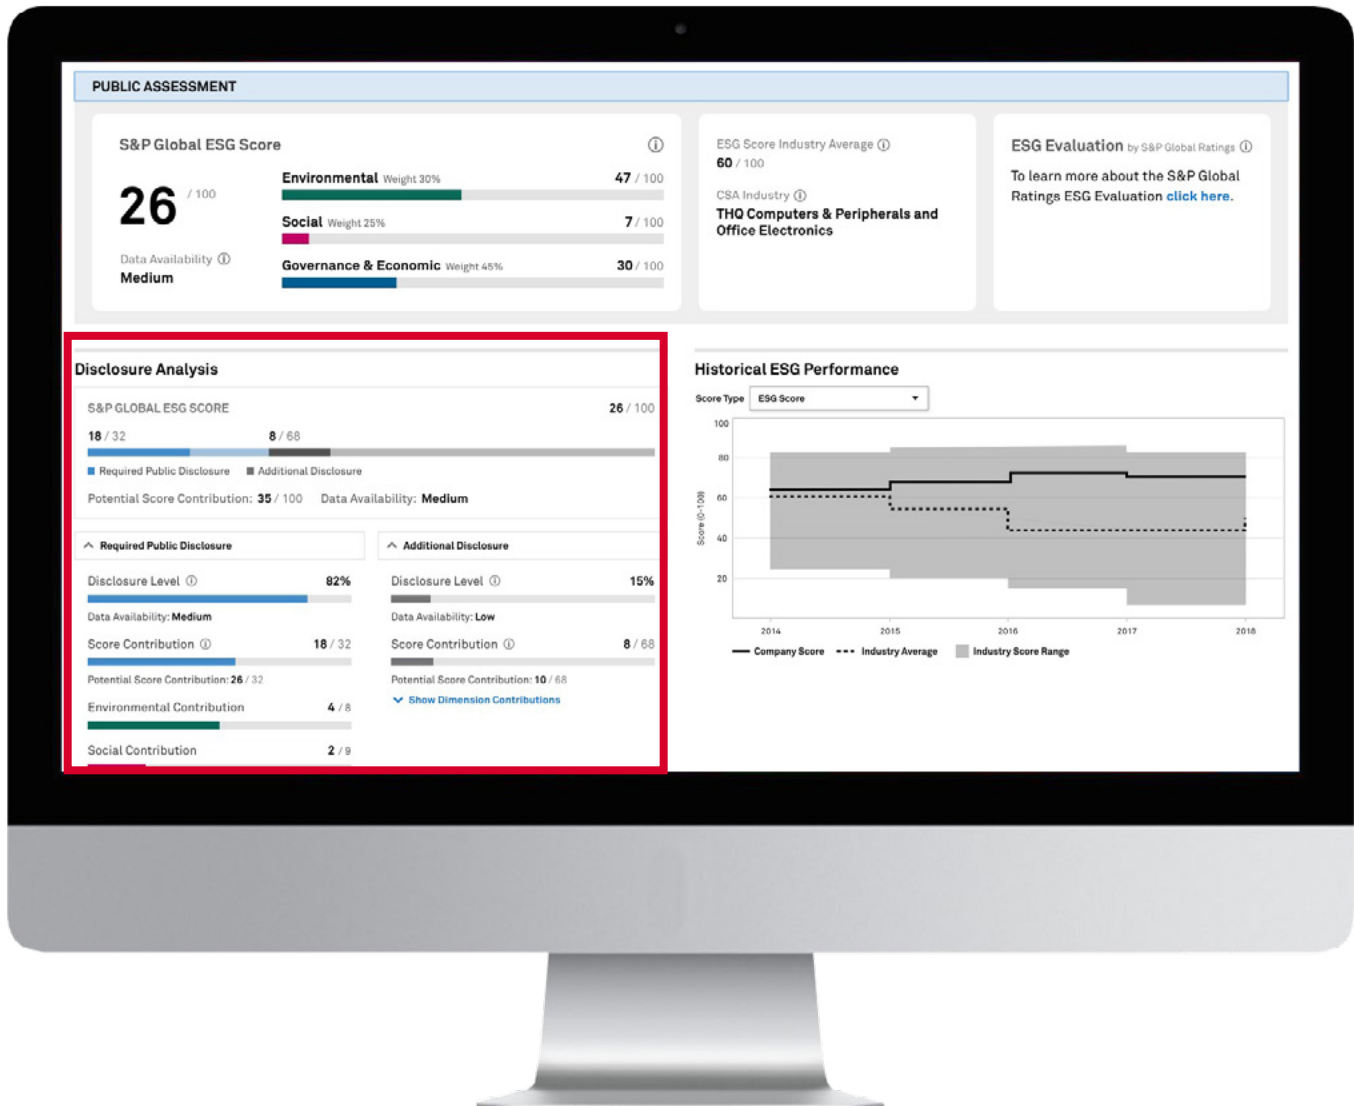 PUBLIC ASSESSMENT
S&P Global ESG Score
26 / 100
Data Availability
Medium
Environmental Weight 30% 47 / 100
Social Weight 25% 7 / 100
Governance & Economic Weight 45% 30 / 100
ESG Score Industry Average
60 / 100
CSA Industry
THQ Computers & Peripherals and
Office Electronics
ESG Evaluation by S&P Global Ratings
To learn more about the S&P Global
Ratings ESG Evaluation click here.
Disclosure Analysis
S&P GLOBAL ESG SCORE 26 / 100
18 / 32 8 / 68
Required Public Disclosure Additional Disclosure
Potential Score Contribution: 35 / 100 Data Availability: Medium
Required Public Disclosure
Disclosure Level 82%
Data Availability: Medium
Score Contribution 18 / 32
Potential Score Contribution: 26 / 32
Environmental Contribution 4 / 8
Social Contribution 2 / 9
Additional Disclosure
Disclosure Level 15%
Data Availability: Low
Score Contribution 8 / 68
Potential Score Contribution: 10 / 68
Show Dimension Contributions
Historical ESG Performance
Score Type ESG Score
Score (0-100)
100
80
60
40
20
2014 2015 2016 2017 2018
Company Score Industry Average Industry Score Range